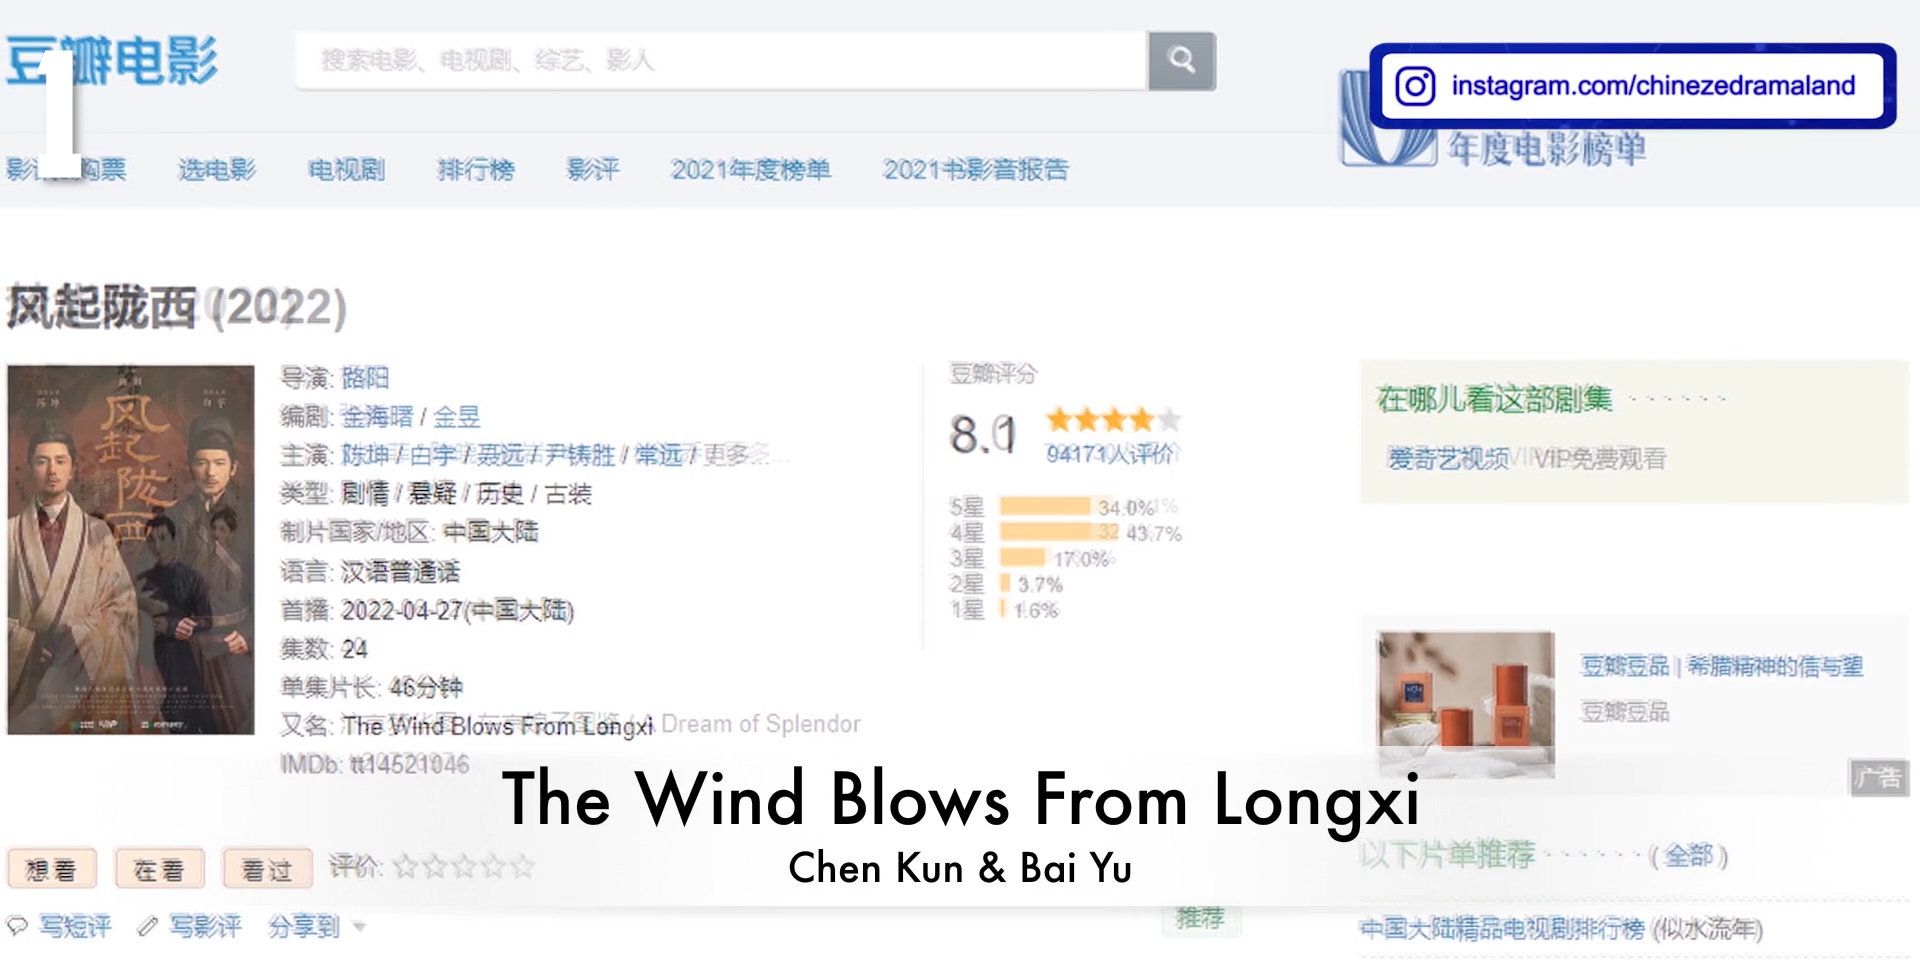 豆瓣电影
搜索电影、电视剧、综艺、影人
instagram.com/chinezedramaland
年度电影榜单
1
购票
选电影
电视剧
排行榜
影评
2021年度榜单
2021书影音报告
风起陇西 (2022)
风起陇西
导演: 路阳
编剧: 金海曙 / 金昱
主演: 陈坤 / 白宇 / 聂远 / 尹铸胜 / 常远 / 更多...
类型: 剧情 / 悬疑 / 历史 / 古装
制片国家/地区: 中国大陆
语言: 汉语普通话
首播: 2022-04-27(中国大陆)
集数: 24
单集片长: 46分钟
又名: The Wind Blows From Longxi
A Dream of Splendor
IMDb:
豆瓣评分
8.1
94171人评价
5星 34.0%
4星 43.7%
3星 17.0%
2星 3.7%
1星 1.6%
在哪儿看这部剧集 · · · · · ·
爱奇艺视频 VIP免费观看
豆瓣豆品 | 希腊精神的信与望
豆瓣豆品
广告
The Wind Blows From Longxi
Chen Kun & Bai Yu
想看
在看
看过
评价:
写短评
写影评
分享到
推荐
以下片单推荐 · · · · · · ( 全部 )
中国大陆精品电视剧排行榜 (似水流年)